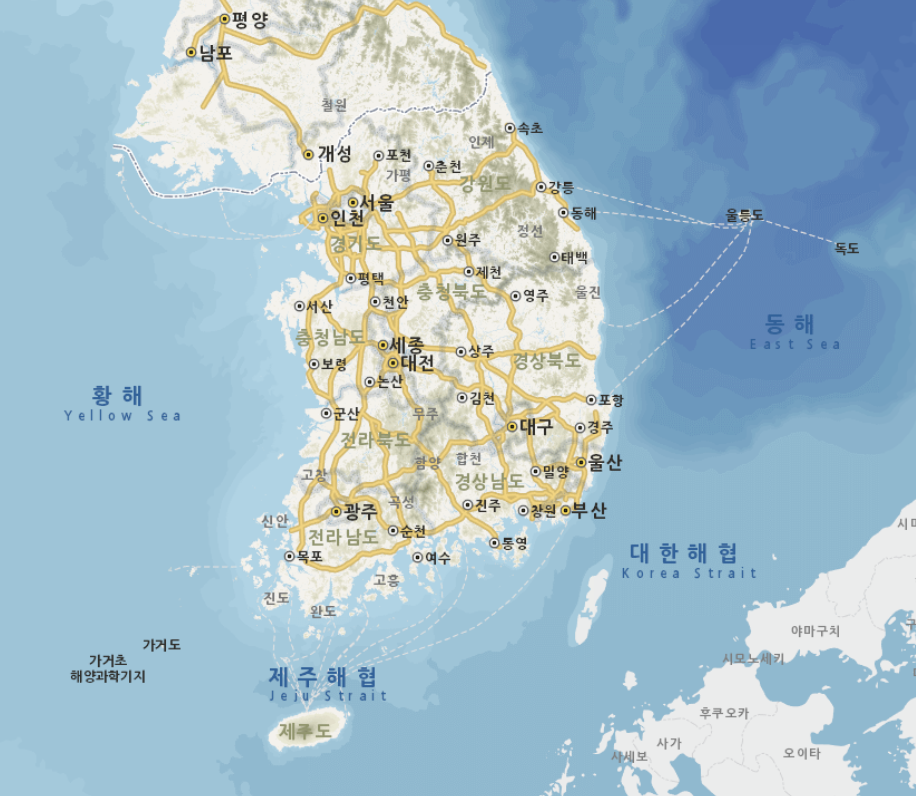 평양
남포
철원
속초
인제
개성
포천
춘천
가평
강원도
강릉
서울
인천
동해
울릉도
정선
경기도
원주
독도
태백
제천
평택
충청북도
영주
울진
서산
천안
동해
East Sea
충청남도
세종
상주
대전
경상북도
보령
논산
황해
Yellow Sea
김천
포항
군산
무주
대구
경주
전라북도
함양
합천
울산
밀양
고창
경상남도
곡성
진주
광주
창원
부산
신안
순천
전라남도
통영
목포
여수
대한해협
Korea Strait
고흥
진도
완도
야마구치
가거도
시모노세키
가거초
해양과학기지
제주해협
Jeju Strait
후쿠오카
제주도
사가
사세보
오이타